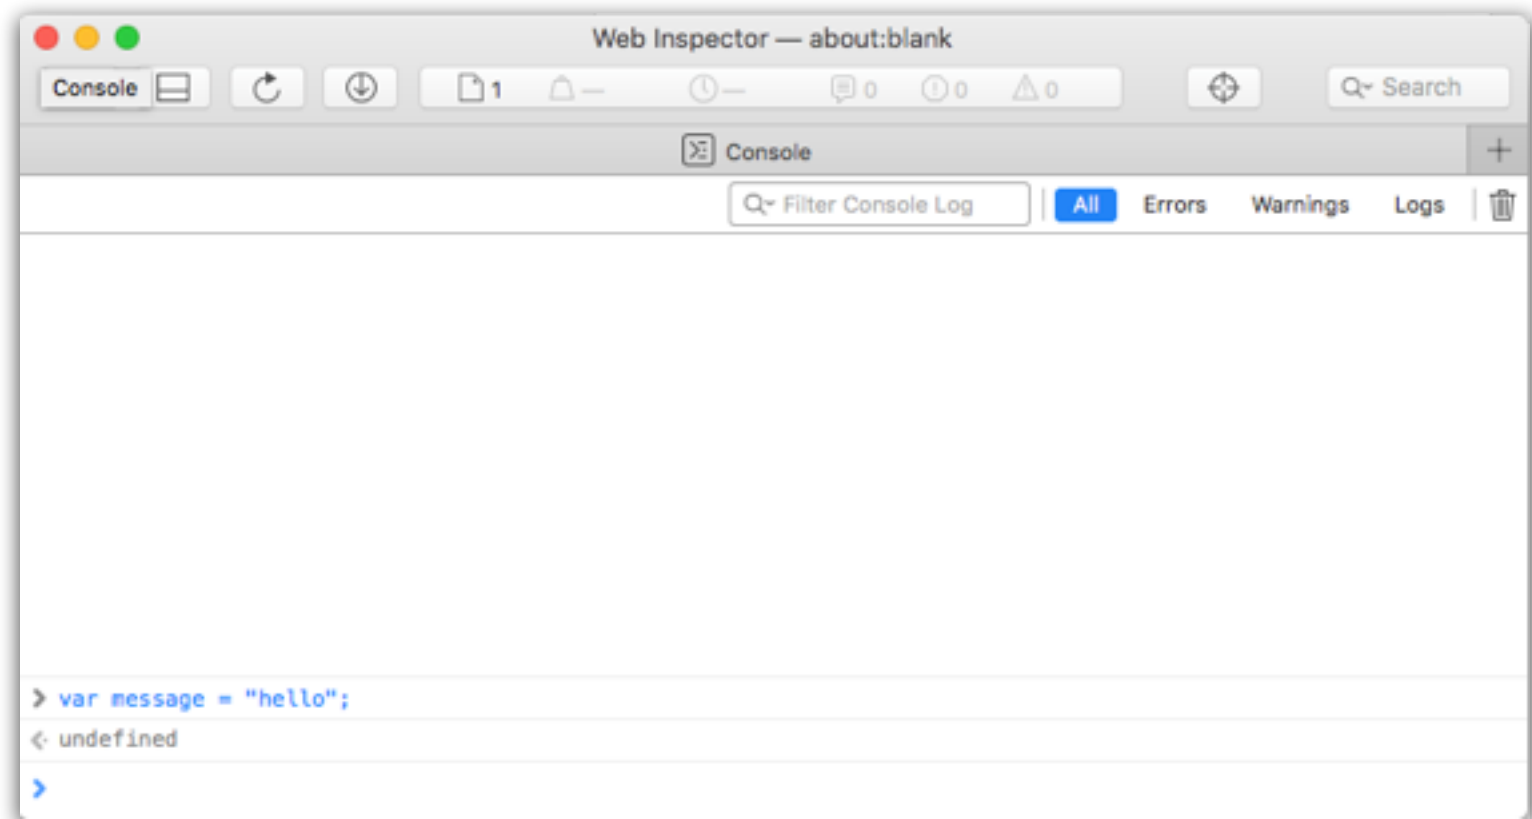 Web Inspector — about:blank
Console 1 — — 0 0 0 Search
Console
Filter Console Log All Errors Warnings Logs
> var message = "hello";
undefined
>